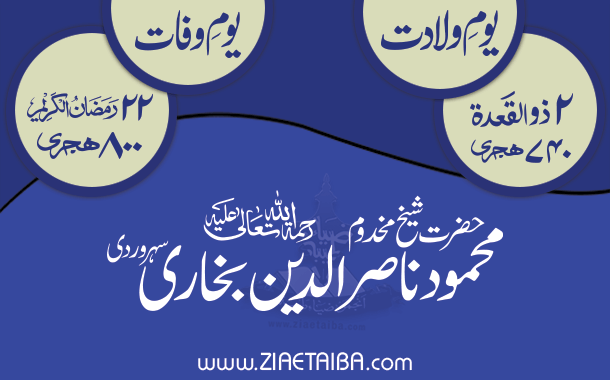 یومِ ولادت
یومِ وفات
۲ ذوالقعدۃ
۷۴۰ ھجری
۲۲ رمضان الکریم
۸۰۰ ھجری
حضرت شیخ مخدوم رحمۃ اللہ تعالیٰ علیہ
محمود ناصر الدین بخاری سہروردی
www.ZIAETAIBA.com